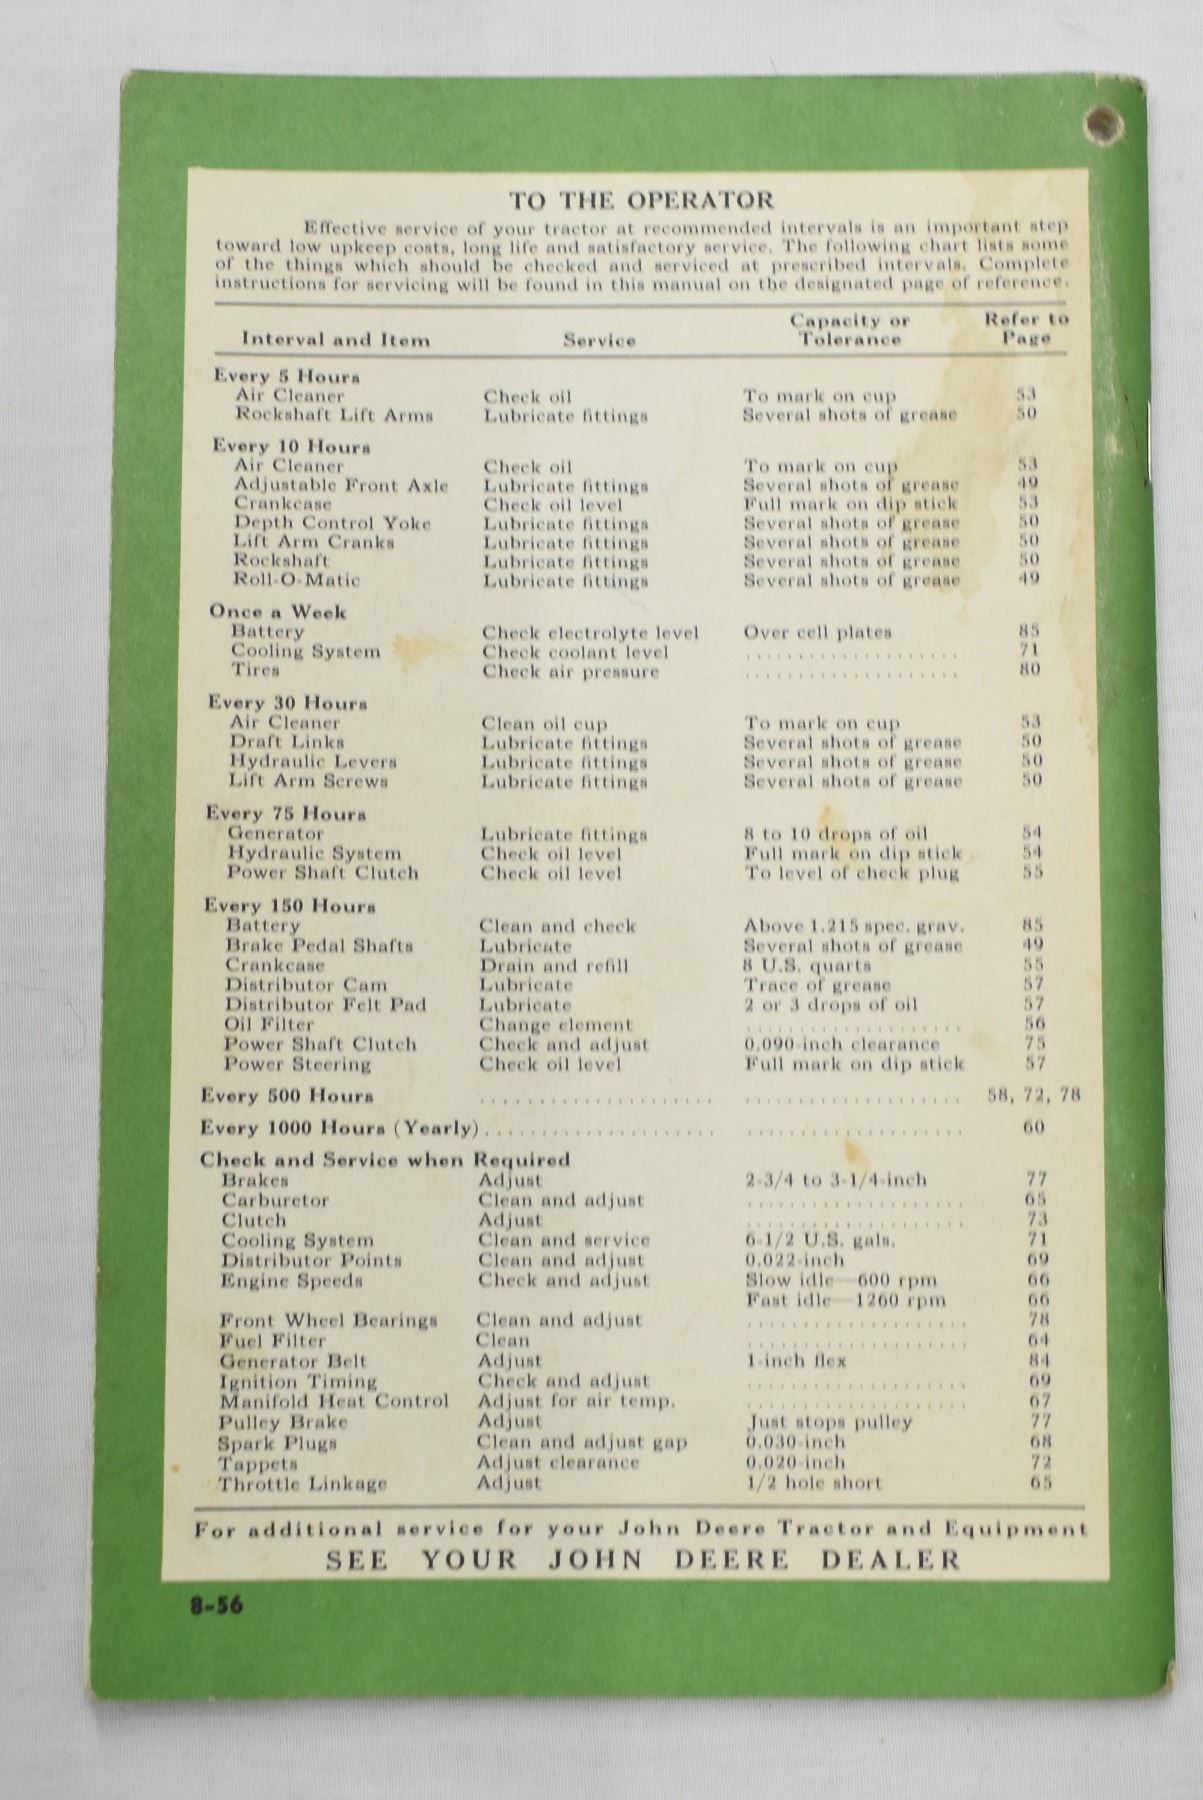 TO THE OPERATOR
Effective service of your tractor at recommended intervals is an important step
toward low upkeep costs, long life and satisfactory service. The following chart lists some
of the things which should be checked and serviced at prescribed intervals. Complete
instructions for servicing will be found in this manual on the designated page of reference.
Capacity or Refer to
Interval and Item Service Tolerance Page
Every 5 Hours
Air Cleaner Check oil To mark on cup 53
Rockshaft Lift Arms Lubricate fittings Several shots of grease 50
Every 10 Hours
Air Cleaner Check oil To mark on cup 53
Adjustable Front Axle Lubricate fittings Several shots of grease 49
Crankcase Check oil level Full mark on dip stick 53
Depth Control Yoke Lubricate fittings Several shots of grease 50
Lift Arm Cranks Lubricate fittings Several shots of grease 50
Rockshaft Lubricate fittings Several shots of grease 50
Roll-O-Matic Lubricate fittings Several shots of grease 49
Once a Week
Battery Check electrolyte level Over cell plates 85
Cooling System Check coolant level .................... 71
Tires Check air pressure .................... 80
Every 30 Hours
Air Cleaner Clean oil cup To mark on cup 53
Draft Links Lubricate fittings Several shots of grease 50
Hydraulic Levers Lubricate fittings Several shots of grease 50
Lift Arm Screws Lubricate fittings Several shots of grease 50
Every 75 Hours
Generator Lubricate fittings 8 to 10 drops of oil 54
Hydraulic System Check oil level Full mark on dip stick 54
Power Shaft Clutch Check oil level To level of check plug 55
Every 150 Hours
Battery Clean and check Above 1.215 spec. grav. 85
Brake Pedal Shafts Lubricate Several shots of grease 49
Crankcase Drain and refill 8 U.S. quarts 55
Distributor Cam Lubricate Trace of grease 57
Distributor Felt Pad Lubricate 2 or 3 drops of oil 57
Oil Filter Change element .................... 56
Power Shaft Clutch Check and adjust 0.090-inch clearance 75
Power Steering Check oil level Full mark on dip stick 57
Every 500 Hours .................... .................... 58, 72, 78
Every 1000 Hours (Yearly).................... .................... 60
Check and Service when Required
Brakes Adjust 2-3/4 to 3-1/4-inch 77
Carburetor Clean and adjust .................... 65
Clutch Adjust .................... 73
Cooling System Clean and service 6-1/2 U.S. gals. 71
Distributor Points Clean and adjust 0.022-inch 69
Engine Speeds Check and adjust Slow idle—600 rpm 66
Fast idle—1260 rpm 66
Front Wheel Bearings Clean and adjust .................... 78
Fuel Filter Clean .................... 64
Generator Belt Adjust 1-inch flex 84
Ignition Timing Check and adjust .................... 69
Manifold Heat Control Adjust for air temp. .................... 67
Pulley Brake Adjust Just stops pulley 77
Spark Plugs Clean and adjust gap 0.030-inch 68
Tappets Adjust clearance 0.020-inch 72
Throttle Linkage Adjust 1/2 hole short 65
For additional service for your John Deere Tractor and Equipment
SEE YOUR JOHN DEERE DEALER
8-56